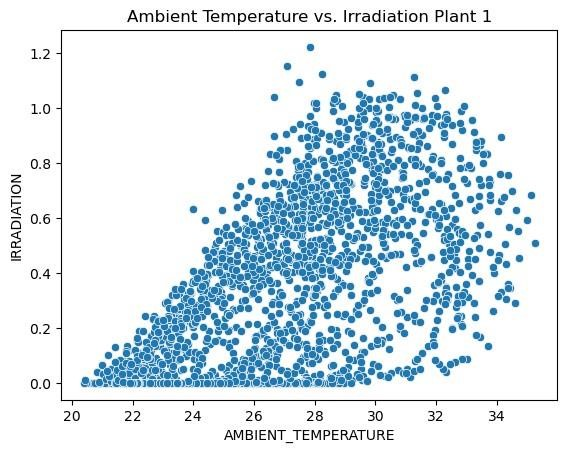 Ambient Temperature vs. Irradiation Plant 1
1.2
1.0
0.8
0.6
0.4
0.2
0.0
IRRADIATION
20 22 24 26 28 30 32 34
AMBIENT_TEMPERATURE